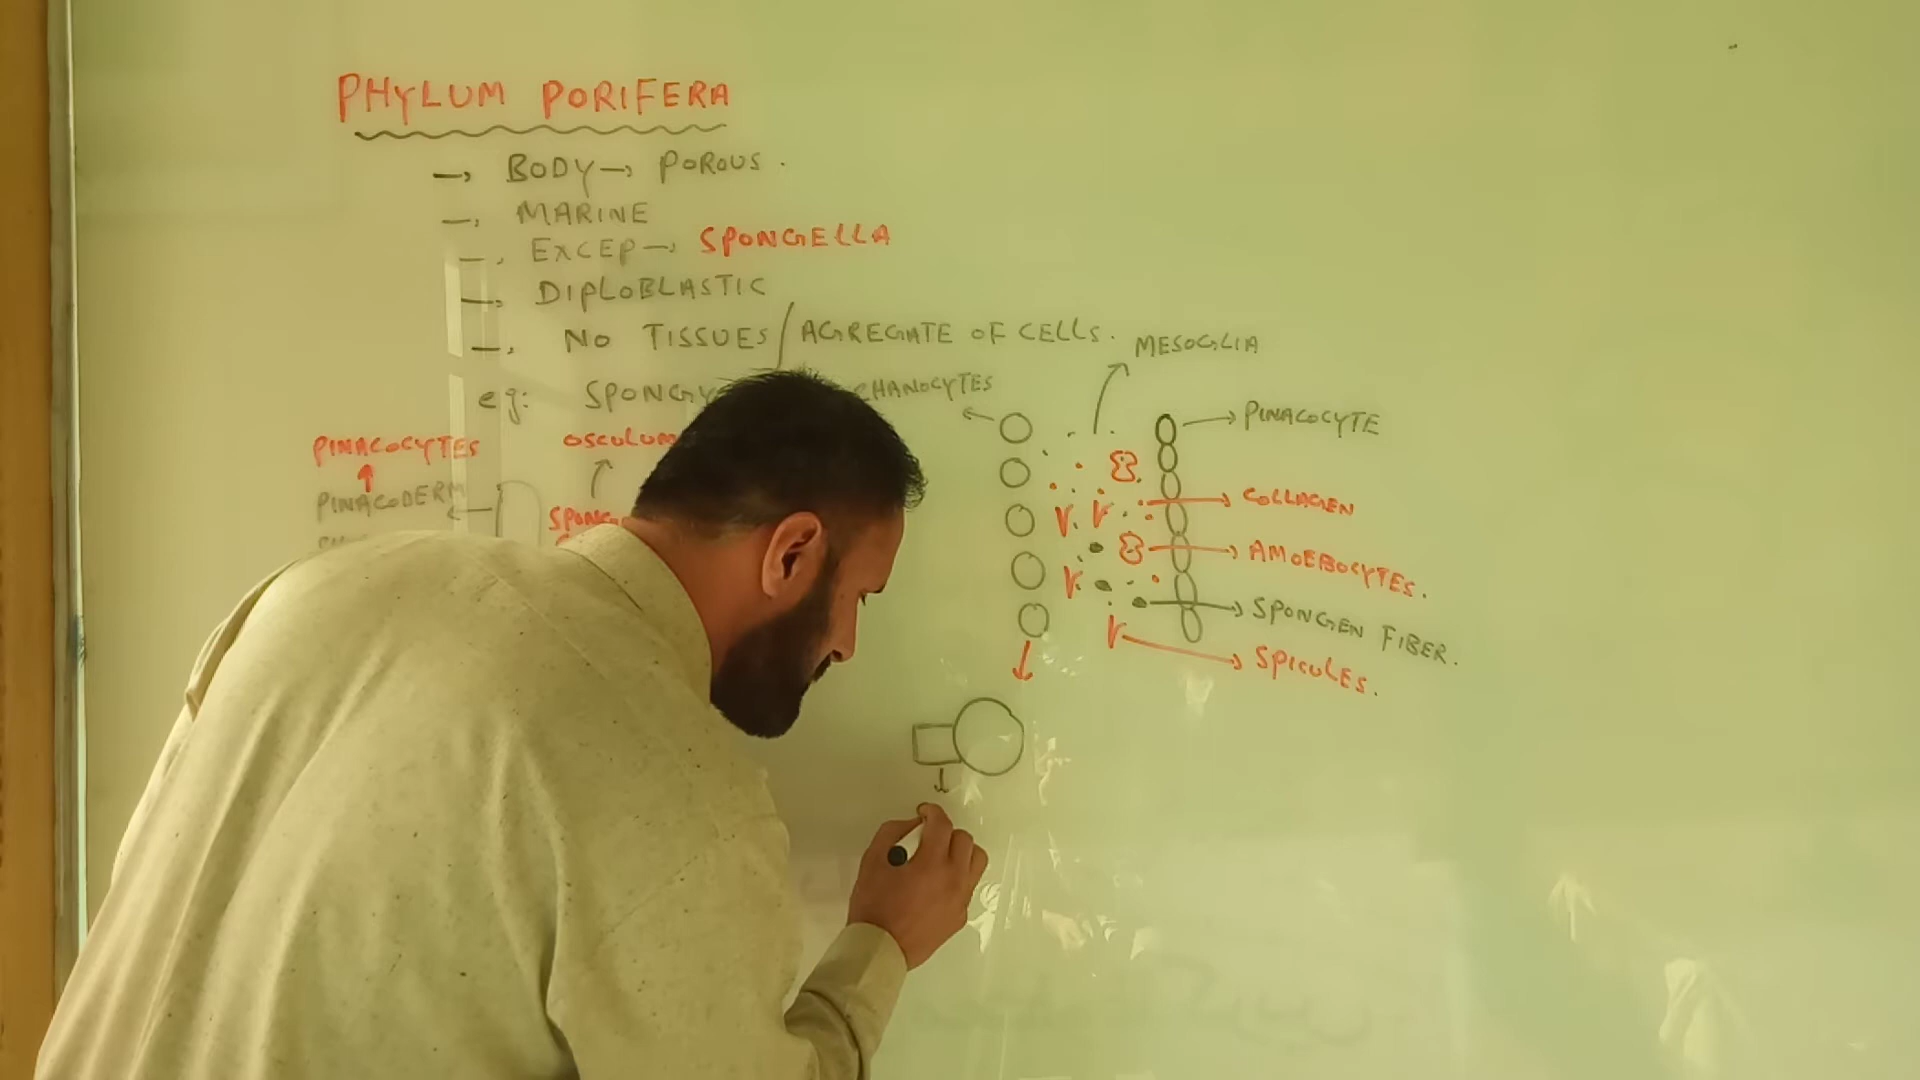 PHYLUM PORIFERA
→ BODY → POROUS.
→ MARINE
→ EXCEP → SPONGELLA
→ DIPLOBLASTIC
→ NO TISSUES / AGREGATE OF CELLS.
eg:
MESOGLIA
CHANOCYTES
PINACOCYTE
COLLAGEN
AMOEBOCYTES.
SPONGEN FIBER.
SPICULES.
PINACOCYTES
PINACODERM
OSCULUM